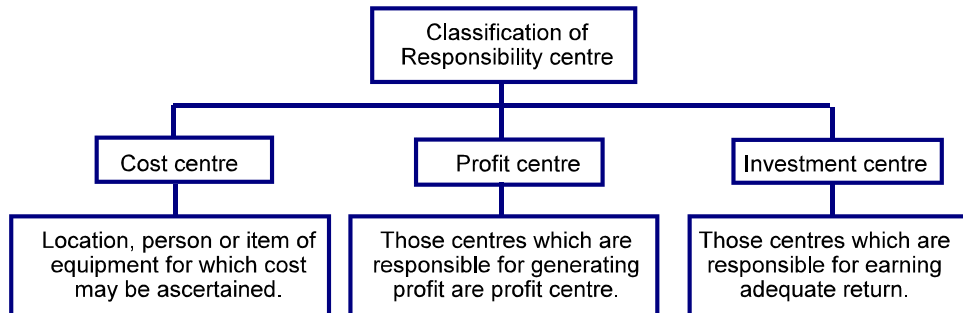 Classification of
Responsibility centre
Cost centre
Profit centre
Investment centre
Location, person or item of
equipment for which cost
may be ascertained.
Those centres which are
responsible for generating
profit are profit centre.
Those centres which are
responsible for earning
adequate return.